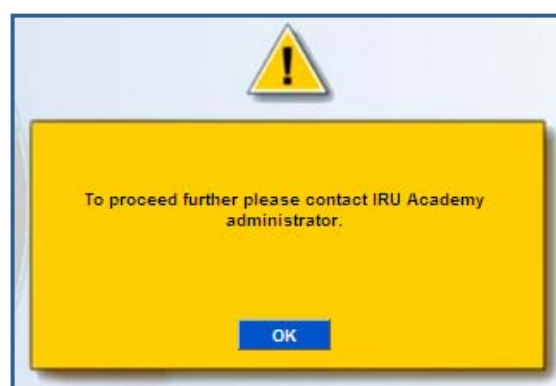 To proceed further please contact IRU Academy
administrator.
OK